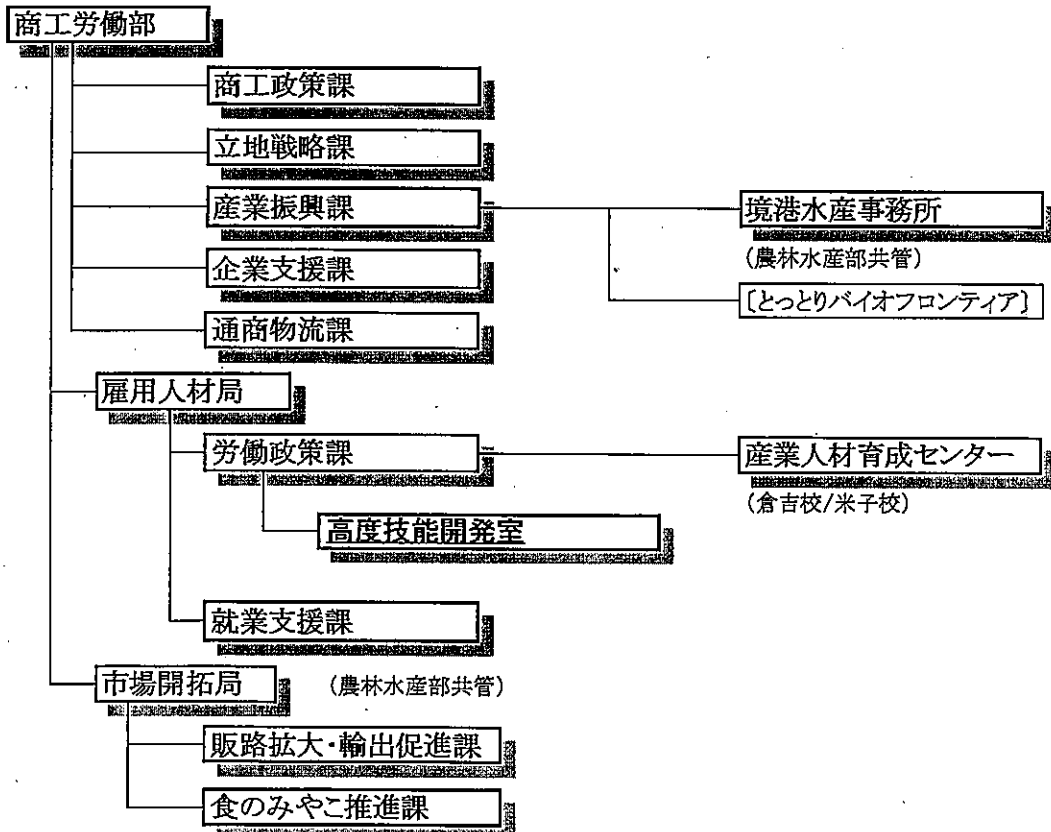 商工労働部
商工政策課
立地戦略課
産業振興課
境港水産事務所
(農林水産部共管)
企業支援課
〔とっとりバイオフロンティア〕
通商物流課
雇用人材局
労働政策課
産業人材育成センター
(倉吉校/米子校)
高度技能開発室
就業支援課
市場開拓局 (農林水産部共管)
販路拡大・輸出促進課
食のみやこ推進課